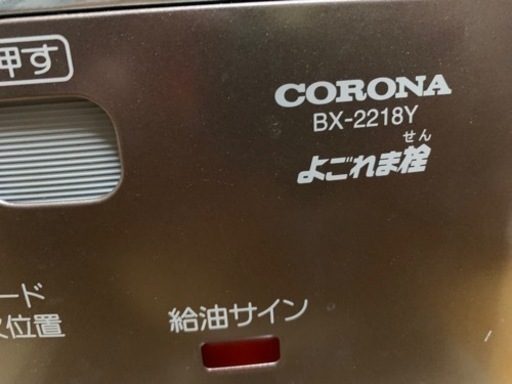 押す
CORONA
BX-2218Y
せん
よごれま栓
ード
位置
給油サイン